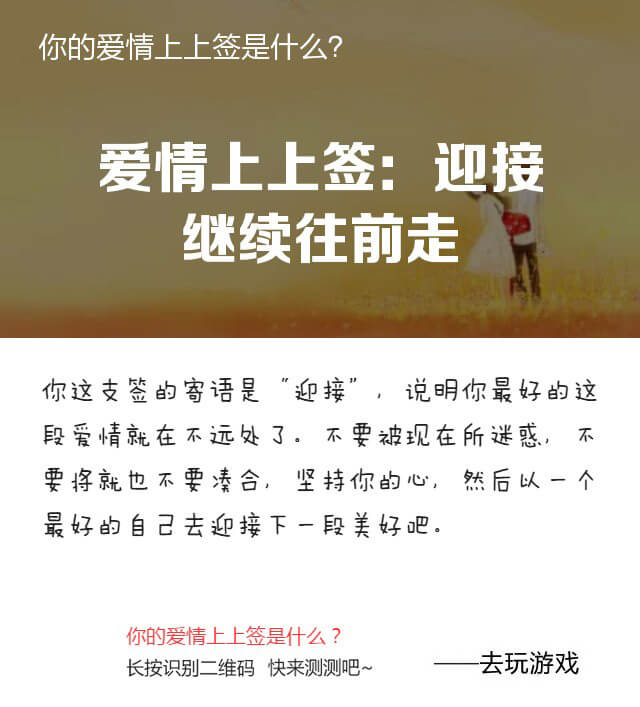 你的爱情上上签是什么?
爱情上上签：迎接
继续往前走
你这支签的寄语是“迎接”，说明你最好的这
段爱情就在不远处了。不要被现在所迷惑，不
要将就也不要凑合，坚持你的心，然后以一个
最好的自己去迎接下一段美好吧。
你的爱情上上签是什么？
长按识别二维码 快来测测吧~
——去玩游戏